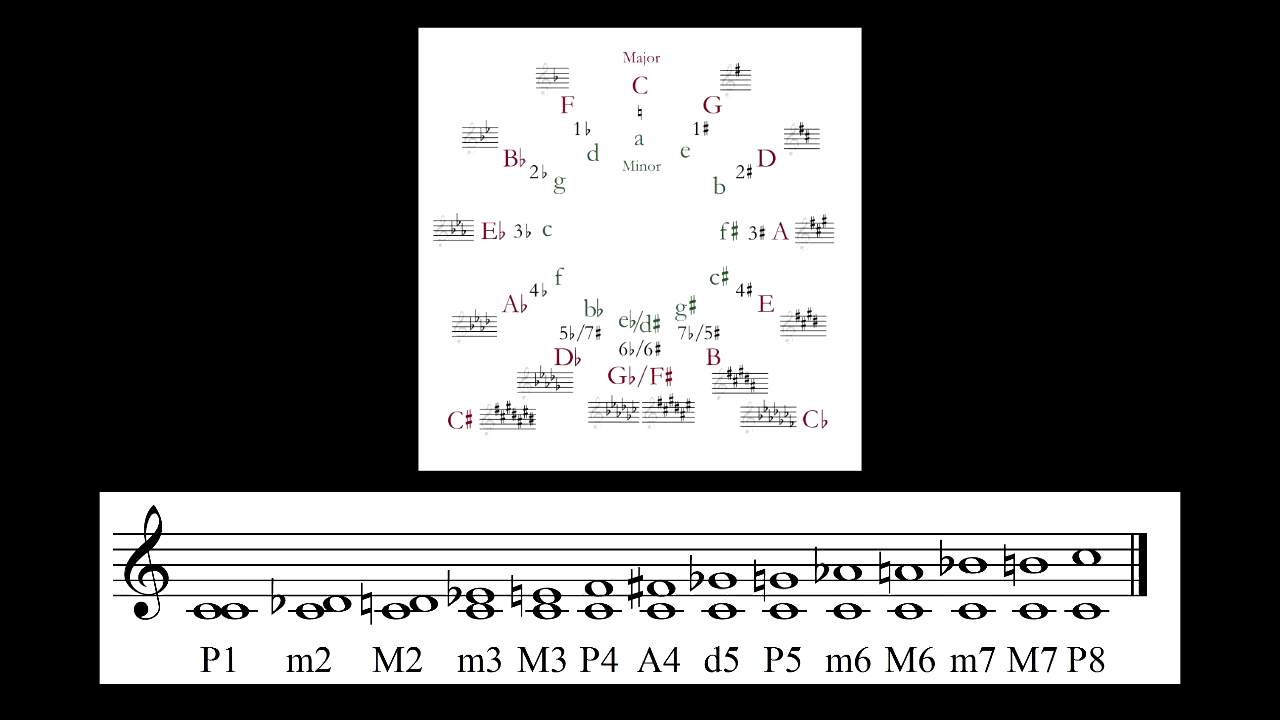 Major
C
♮
F G
1♭ 1♯
a
d e
Minor
B♭ D
2♭ 2♯
g b
E♭ 3♭ c f♯ 3♯ A
f c♯
4♭ 4♯
A♭ E
b♭ e♭/d♯ g♯
5♭/7♯ 6♭/6♯ 7♭/5♯
D♭ B
G♭/F♯
C♯ C♭
P1 m2 M2 m3 M3 P4 A4 d5 P5 m6 M6 m7 M7 P8